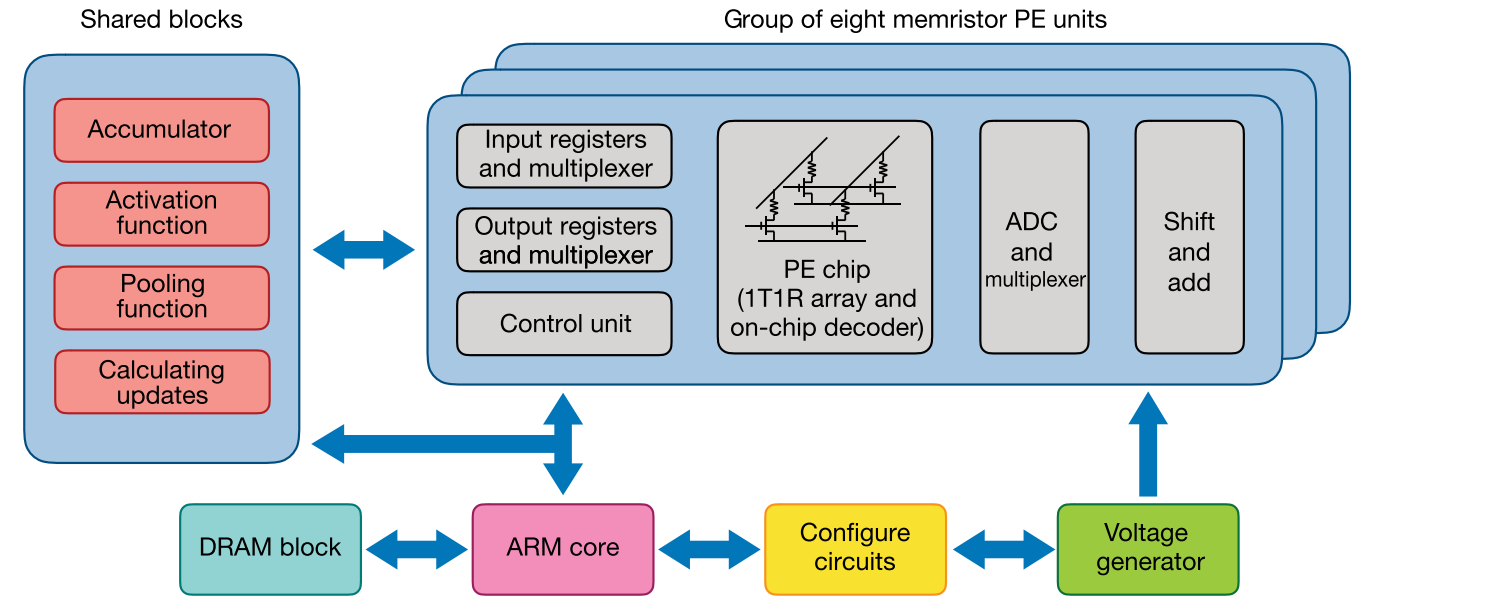 Shared blocks
Group of eight memristor PE units
Accumulator
Activation
function
Pooling
function
Calculating
updates
Input registers
and multiplexer
Output registers
and multiplexer
Control unit
PE chip
(1T1R array and
on-chip decoder)
ADC
and
multiplexer
Shift
and
add
DRAM block
ARM core
Configure
circuits
Voltage
generator